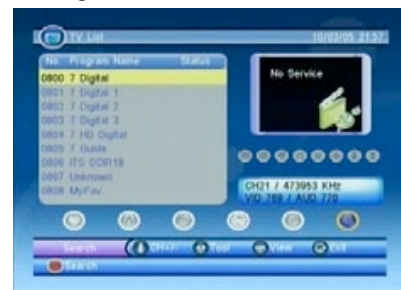 TV List 10/03/05 21:57
No. Program Name Status
0800 7 Digital
0801 7 Digital 1
0802 7 Digital 2
0803 7 Digital 3
0804 7 HD Digital
0805 7 Guide
0806
0807 Unknown
0808 MyFav
No Service
CH21 / 473953 KHz
VID 769 / AUD 770
Search CH+/- Tool View Exit
Search